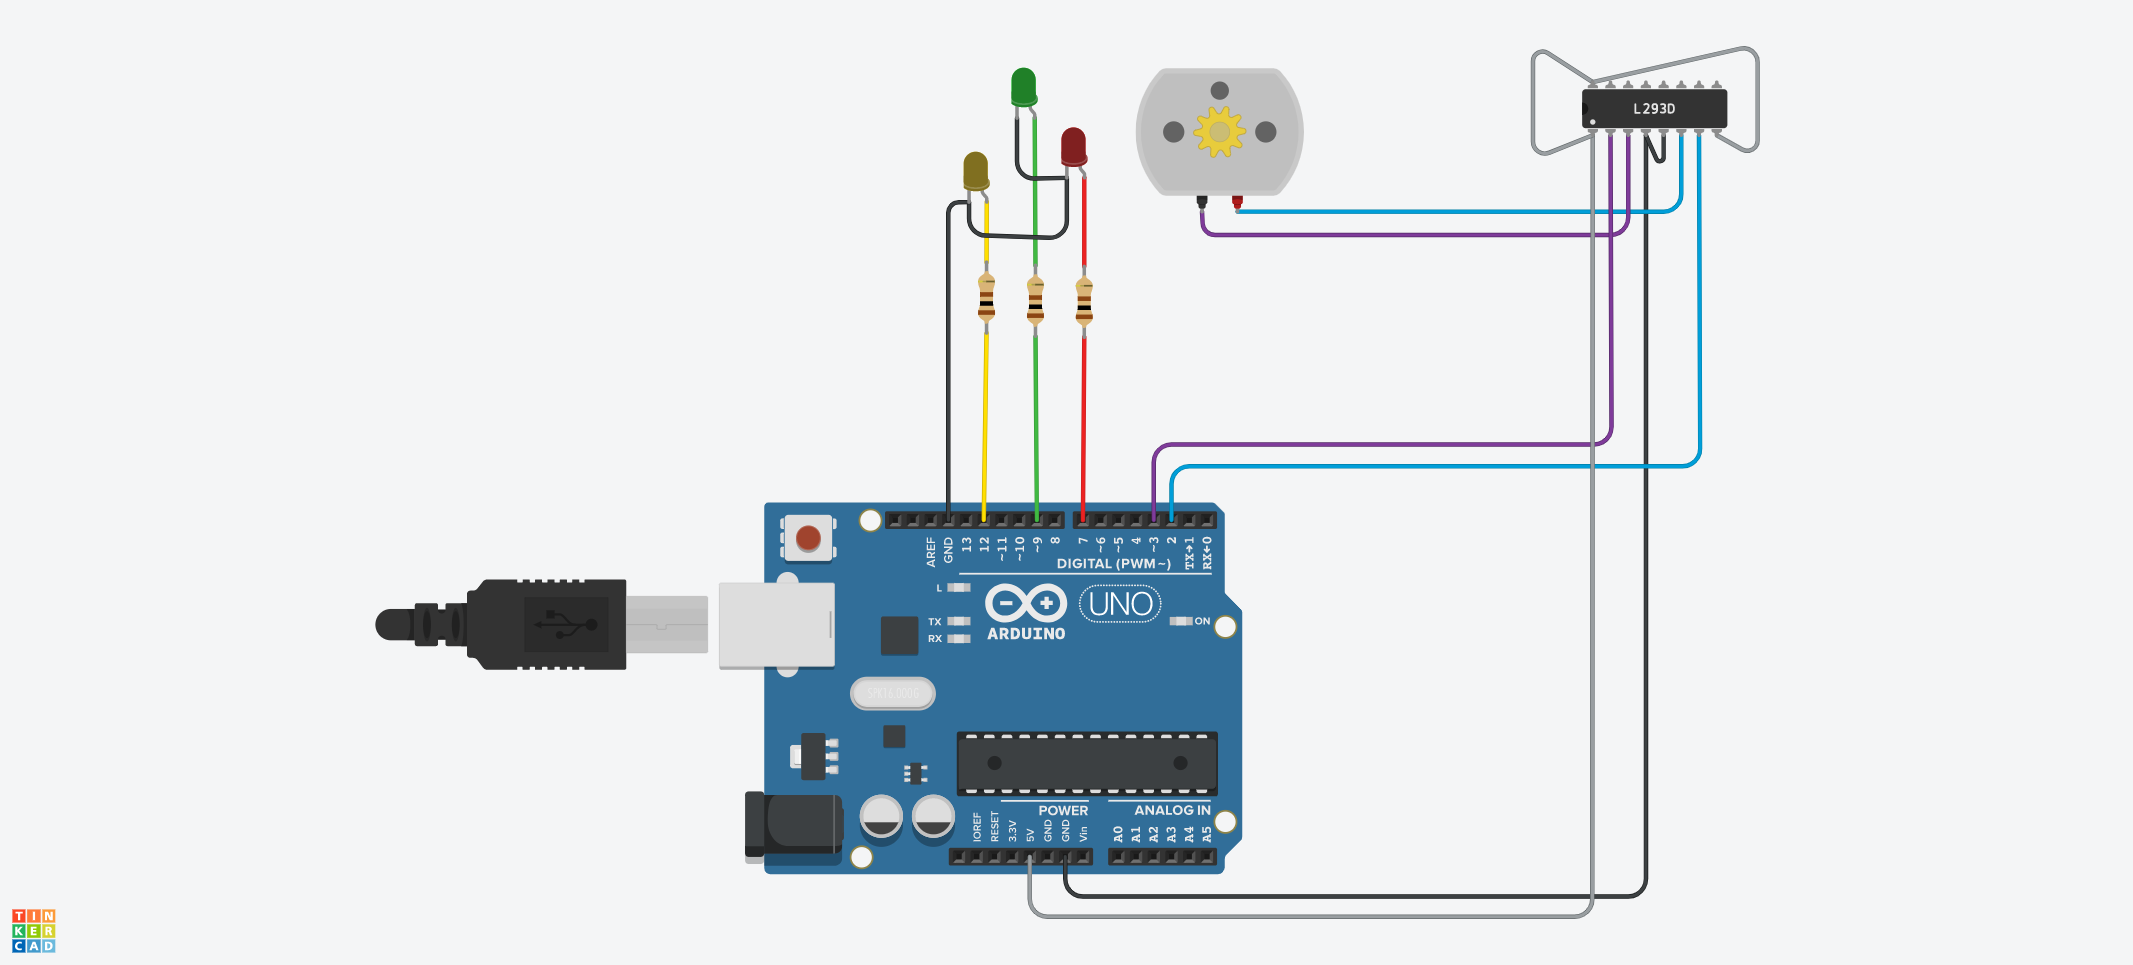 L293D
AREF
GND
13
12
~11
~10
~9
8
7
~6
~5
4
~3
2
TX→1
RX←0
DIGITAL (PWM~)
L
TX
RX
ARDUINO
UNO
ON
SPK16.000G
POWER
ANALOG IN
IOREF
RESET
3.3V
5V
GND
GND
Vin
A0
A1
A2
A3
A4
A5
TIN
KER
CAD